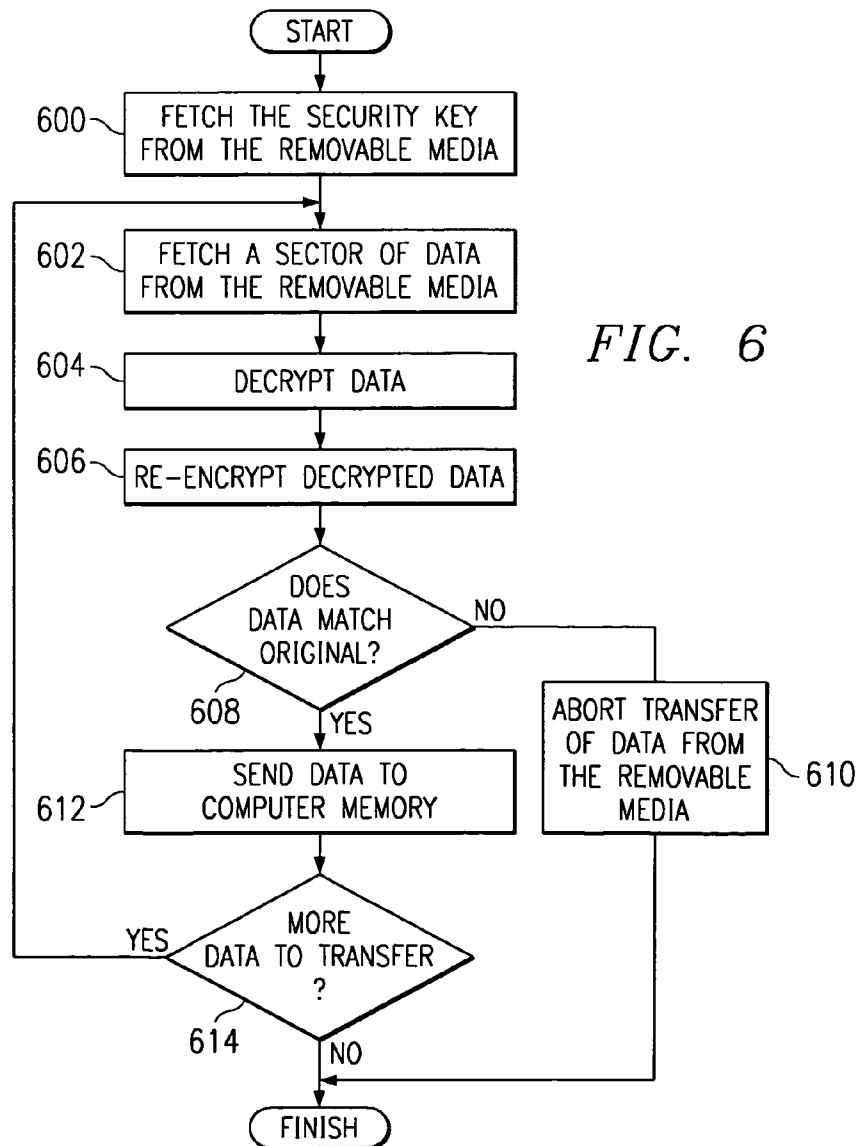 START
600
FETCH THE SECURITY KEY
FROM THE REMOVABLE MEDIA
602
FETCH A SECTOR OF DATA
FROM THE REMOVABLE MEDIA
FIG. 6
604
DECRYPT DATA
606
RE-ENCRYPT DECRYPTED DATA
DOES
DATA MATCH
ORIGINAL?
NO
608
YES
ABORT TRANSFER
OF DATA FROM
THE REMOVABLE
MEDIA
610
612
SEND DATA TO
COMPUTER MEMORY
YES
MORE
DATA TO TRANSFER
?
614
NO
FINISH